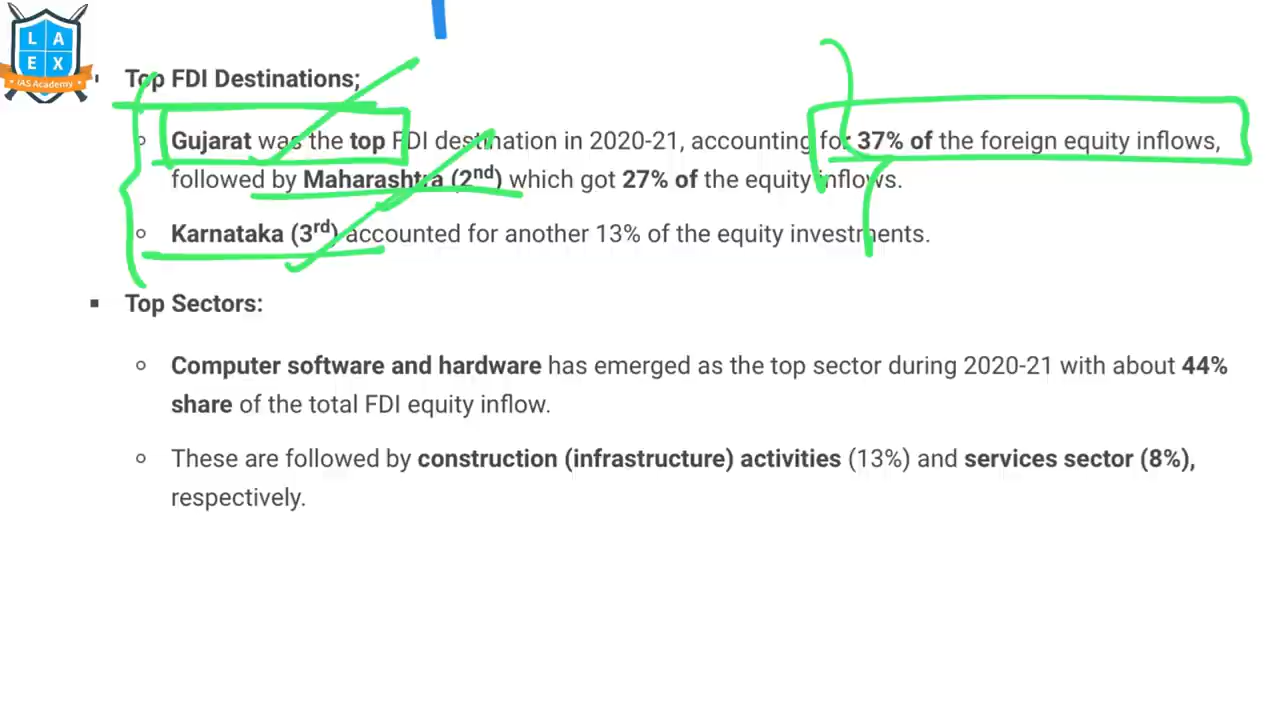 L A
E X
IAS Academy
Top FDI Destinations;
Gujarat was the top FDI destination in 2020-21, accounting for 37% of the foreign equity inflows,
followed by Maharashtra (2nd) which got 27% of the equity inflows.
Karnataka (3rd) accounted for another 13% of the equity investments.
Top Sectors:
Computer software and hardware has emerged as the top sector during 2020-21 with about 44%
share of the total FDI equity inflow.
These are followed by construction (infrastructure) activities (13%) and services sector (8%),
respectively.